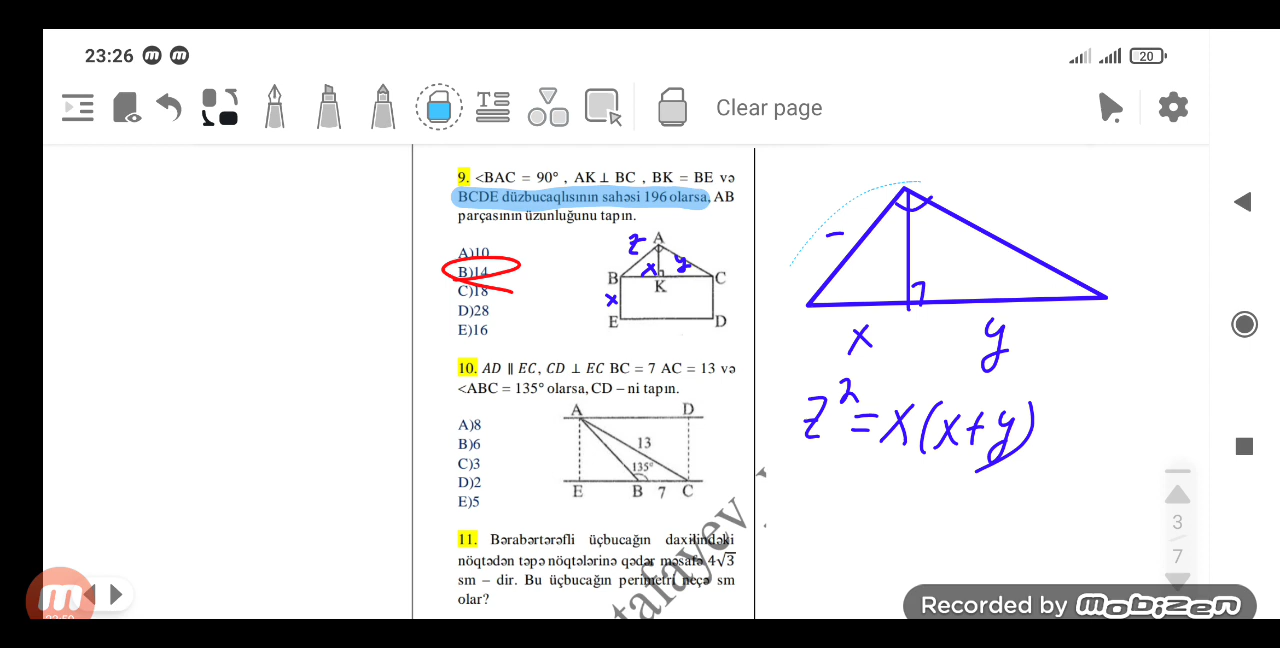 23:26
20
Clear page
9. <BAC = 90° , AK ⊥ BC , BK = BE və
BCDE düzbucaqlısının sahəsi 196 olarsa, AB
parçasının üzunluğunu tapın.
A)10
B)14
C)18
D)28
E)16
z A
x y
B K C
x
E D
10. AD ∥ EC, CD ⊥ EC BC = 7 AC = 13 və
<ABC = 135° olarsa, CD – ni tapın.
A)8
B)6
C)3
D)2
E)5
A D
13
135°
E B 7 C
11. Bərabərtərəfli üçbucağın daxilindəki
nöqtədən təpə nöqtələrinə qədər məsafə 4√3
sm – dir. Bu üçbucağın perimetri neçə sm
olar?
tafayev
x y
z² = x(x+y)
3
7
Recorded by mobizen